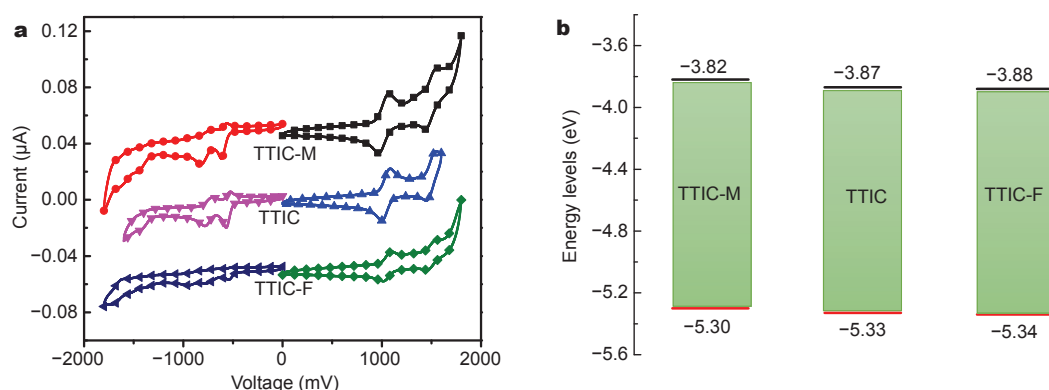 a
0.12
0.08
0.04
0.00
−0.04
−0.08
Current (µA)
TTIC-M
TTIC
TTIC-F
−2000 −1000 0 1000 2000
Voltage (mV)
b
−3.6
−4.0
−4.4
−4.8
−5.2
−5.6
Energy levels (eV)
−3.82 −3.87 −3.88
TTIC-M TTIC TTIC-F
−5.30 −5.33 −5.34